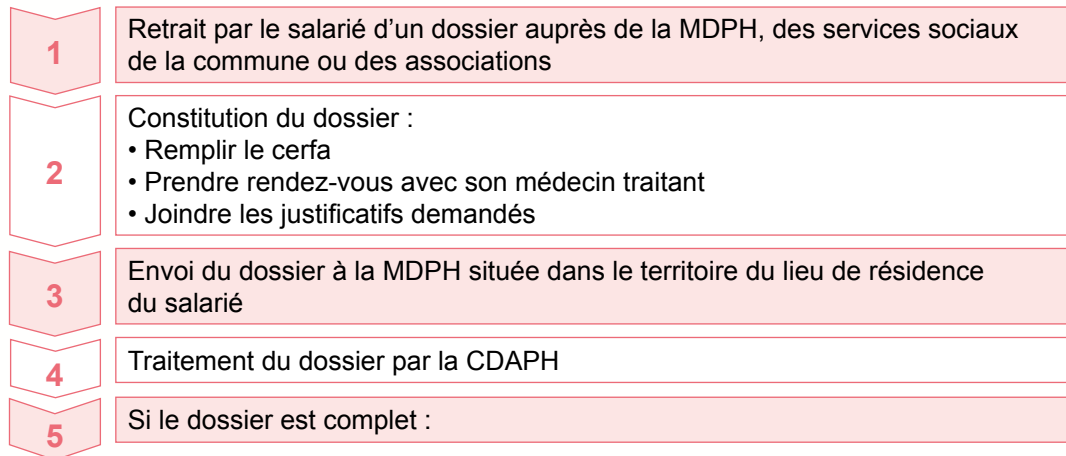 1
Retrait par le salarié d'un dossier auprès de la MDPH, des services sociaux
de la commune ou des associations
2
Constitution du dossier :
• Remplir le cerfa
• Prendre rendez-vous avec son médecin traitant
• Joindre les justificatifs demandés
3
Envoi du dossier à la MDPH située dans le territoire du lieu de résidence
du salarié
4
Traitement du dossier par la CDAPH
5
Si le dossier est complet :